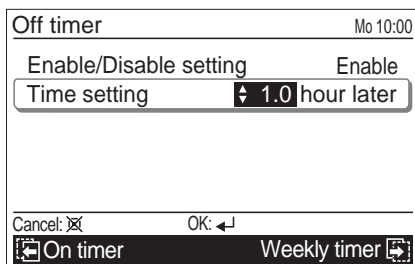 Off timer Mo 10:00
Enable/Disable setting Enable
Time setting 1.0 hour later
Cancel: OK:
On timer Weekly timer